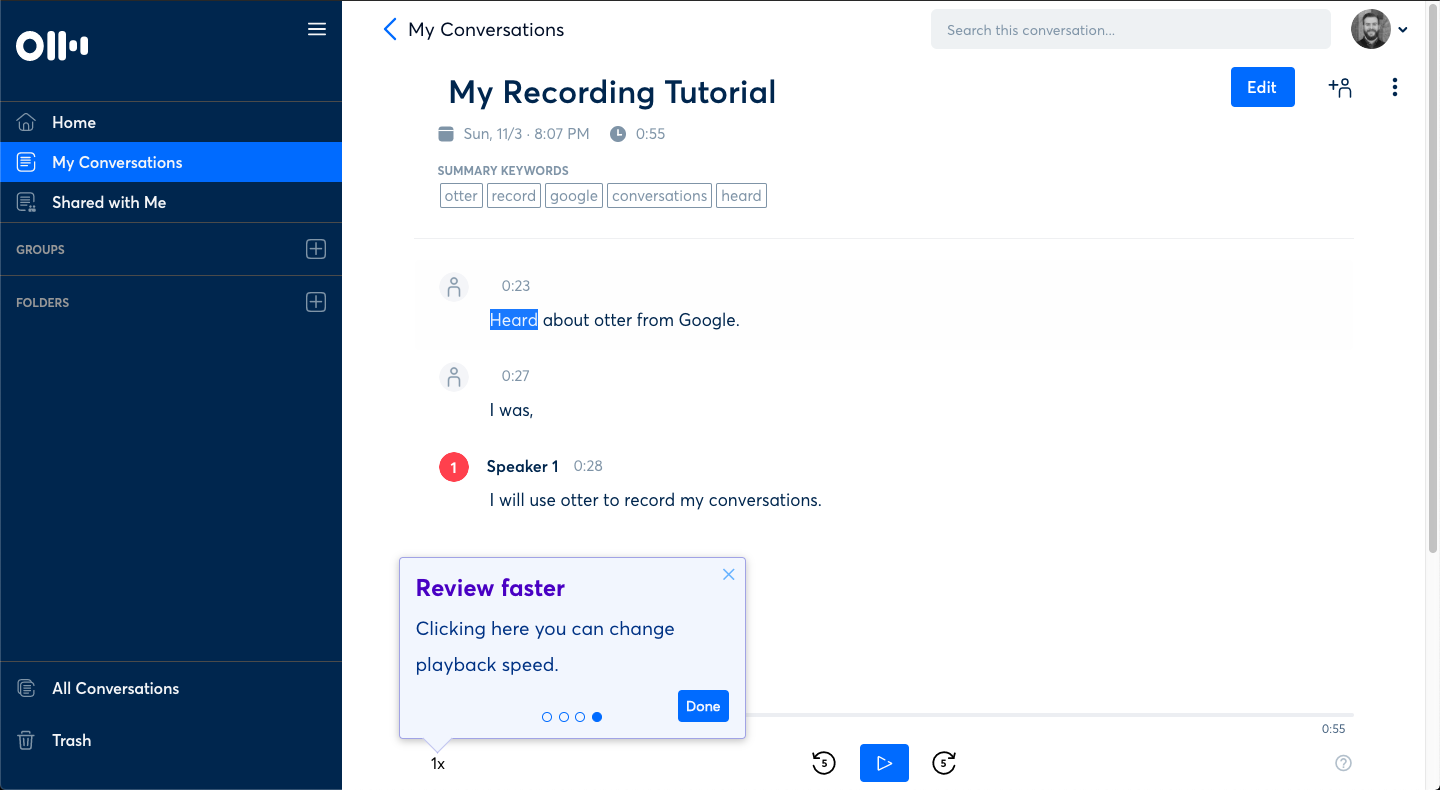 My Conversations
Search this conversation...
My Recording Tutorial
Edit
Home
My Conversations
Shared with Me
GROUPS
FOLDERS
All Conversations
Trash
Sun, 11/3 · 8:07 PM 0:55
SUMMARY KEYWORDS
otter record google conversations heard
0:23
Heard about otter from Google.
0:27
I was,
1 Speaker 1 0:28
I will use otter to record my conversations.
Review faster
Clicking here you can change
playback speed.
Done
0:55
1x
5
5
?